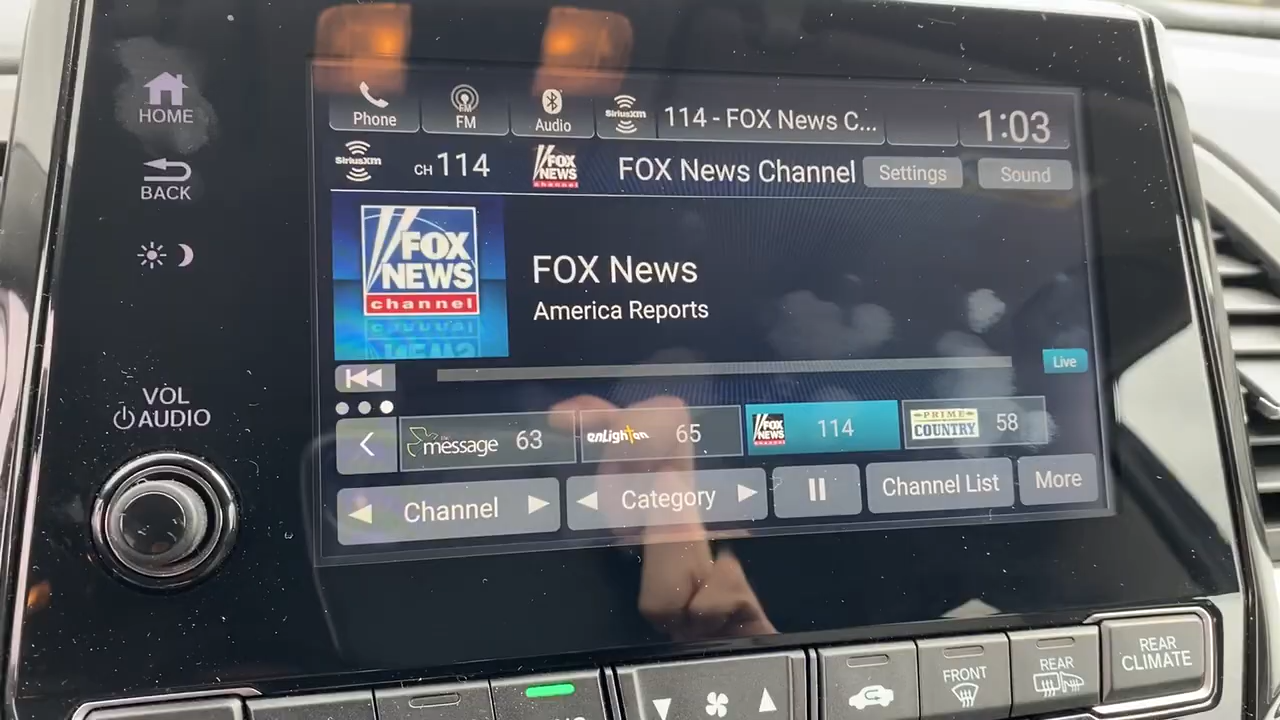 HOME
BACK
VOL
AUDIO
Phone
FM
FM
Audio
SiriusXM
114 - FOX News C...
1:03
SiriusXM
CH 114
FOX
NEWS
channel
FOX News Channel
Settings
Sound
FOX
NEWS
channel
FOX News
America Reports
Live
message 63
enlighten 65
FOX
NEWS
114
PRIME
COUNTRY
58
Channel
Category
Channel List
More
FRONT
REAR
REAR
CLIMATE